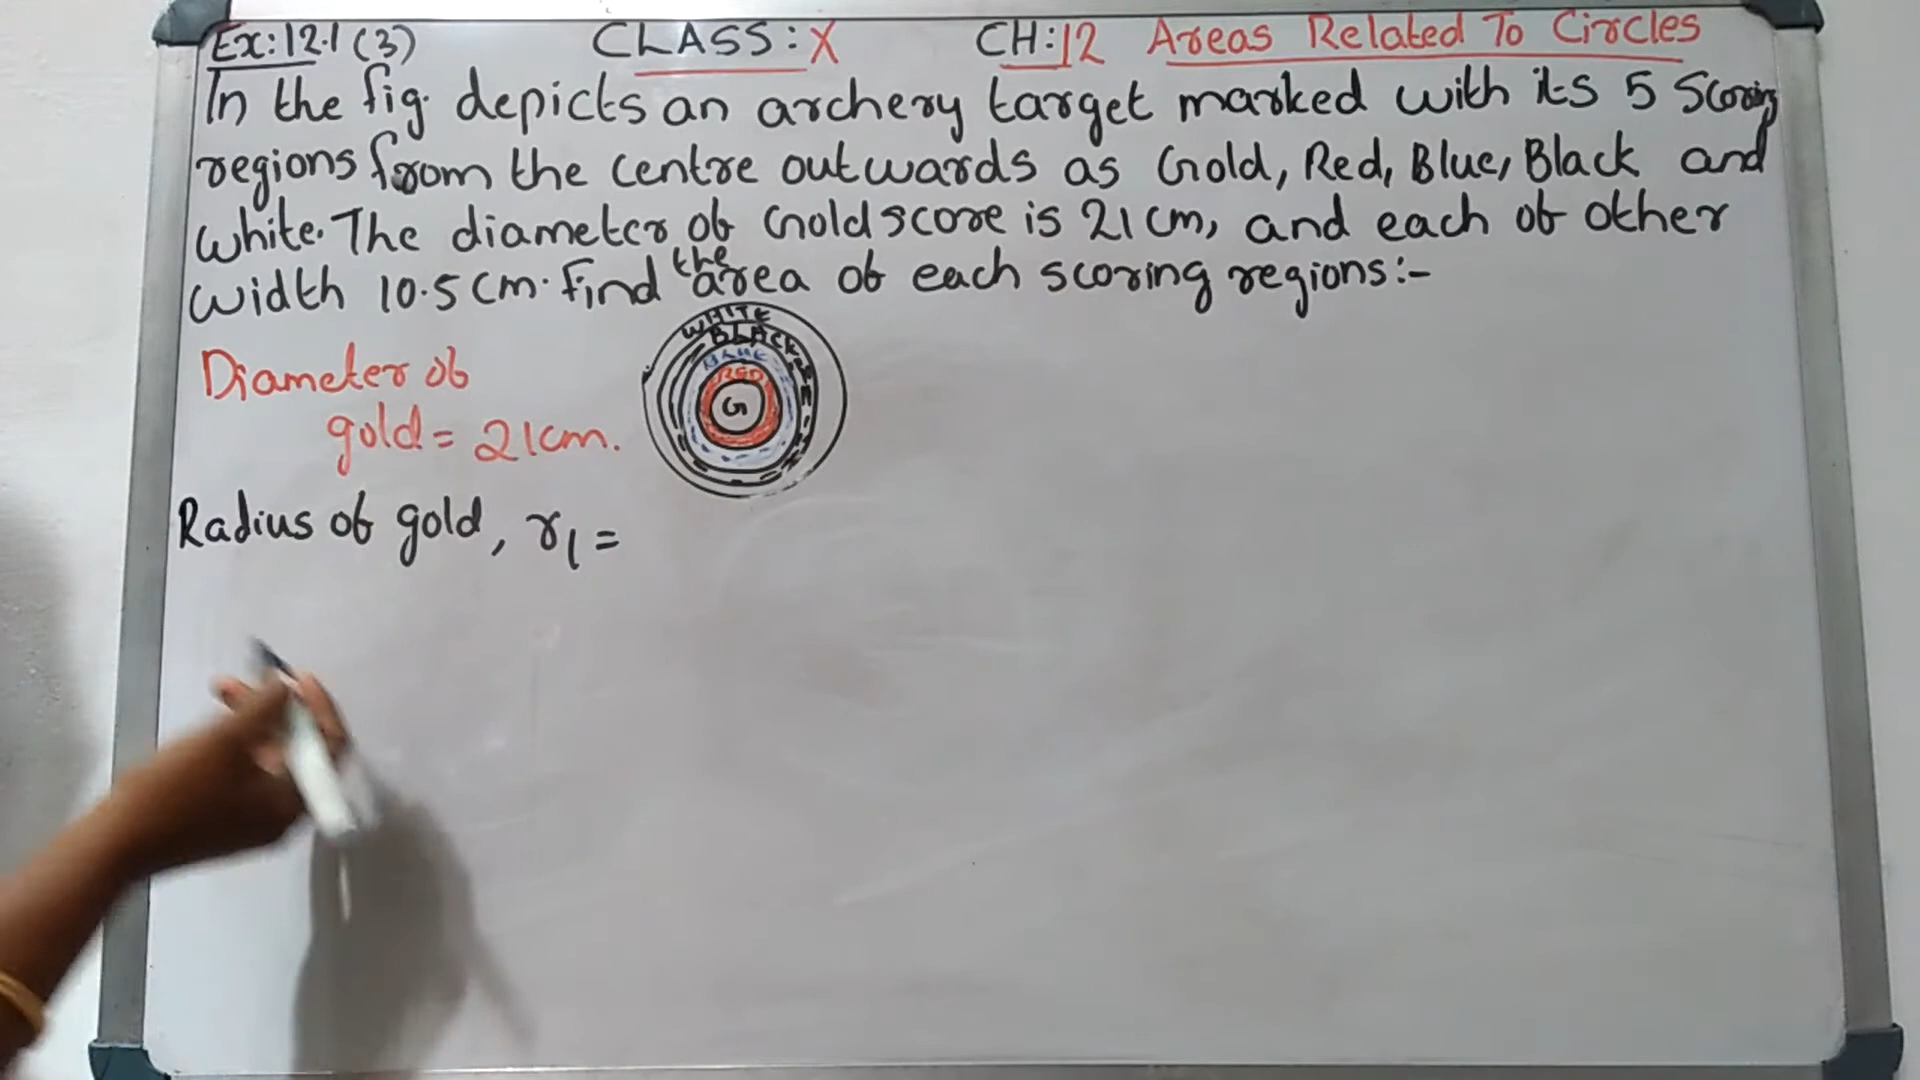 Ex:12.1 (3) CLASS: X CH:12 Areas Related To Circles
In the fig. depicts an archery target marked with its 5 Scoring
regions from the centre outwards as Gold, Red, Blue, Black and
white. The diameter of Gold score is 21 cm, and each of other
width 10.5 cm. Find the area of each scoring regions:-
WHITE
BLACK
BLUE
RED
G
Diameter of
gold = 21cm.
Radius of gold, r1 =